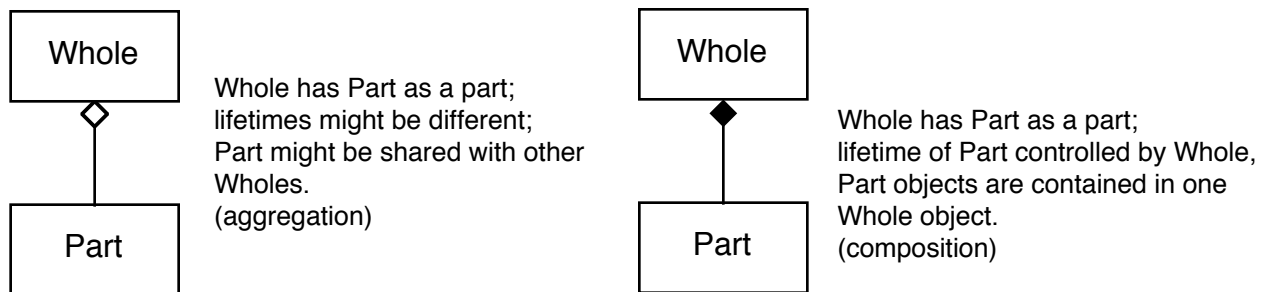 Whole
Whole has Part as a part;
lifetimes might be different;
Part might be shared with other
Wholes.
(aggregation)
Part
Whole
Whole has Part as a part;
lifetime of Part controlled by Whole,
Part objects are contained in one
Whole object.
(composition)
Part